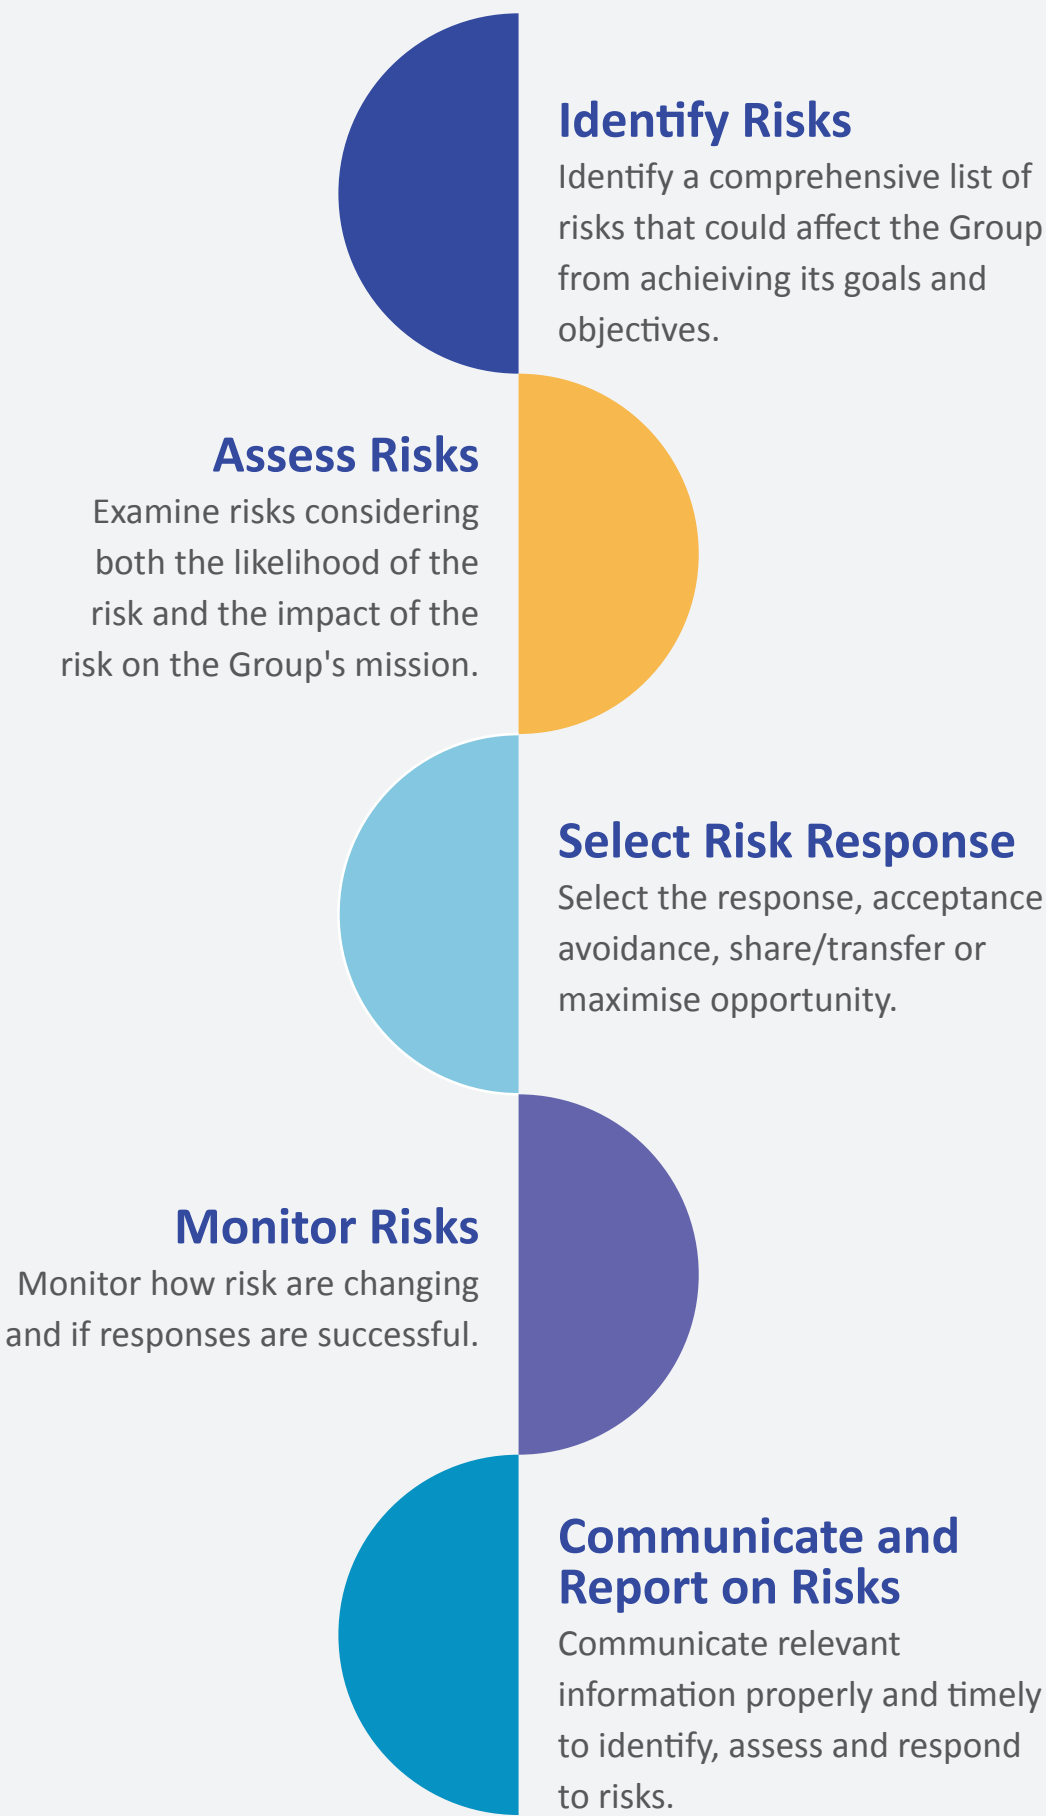 Identify Risks
Identify a comprehensive list of
risks that could affect the Group
from achieiving its goals and
objectives.
Assess Risks
Examine risks considering
both the likelihood of the
risk and the impact of the
risk on the Group's mission.
Select Risk Response
Select the response, acceptance
avoidance, share/transfer or
maximise opportunity.
Monitor Risks
Monitor how risk are changing
and if responses are successful.
Communicate and
Report on Risks
Communicate relevant
information properly and timely
to identify, assess and respond
to risks.